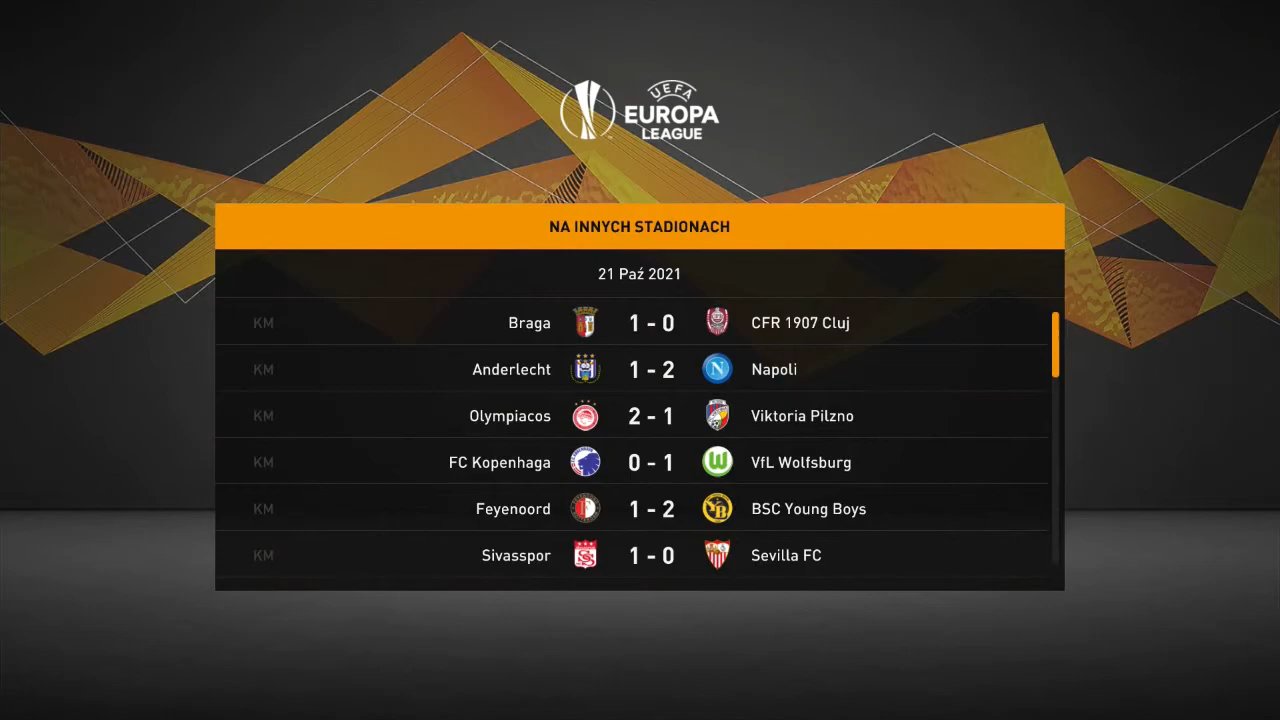 UEFA
EUROPA
LEAGUE
NA INNYCH STADIONACH
21 Paź 2021
KM Braga 1 - 0 CFR 1907 Cluj
KM Anderlecht 1 - 2 N Napoli
KM Olympiacos 2 - 1 Viktoria Pilzno
KM FC Kopenhaga 0 - 1 W VfL Wolfsburg
KM Feyenoord 1 - 2 YB BSC Young Boys
KM Sivasspor 1 - 0 Sevilla FC